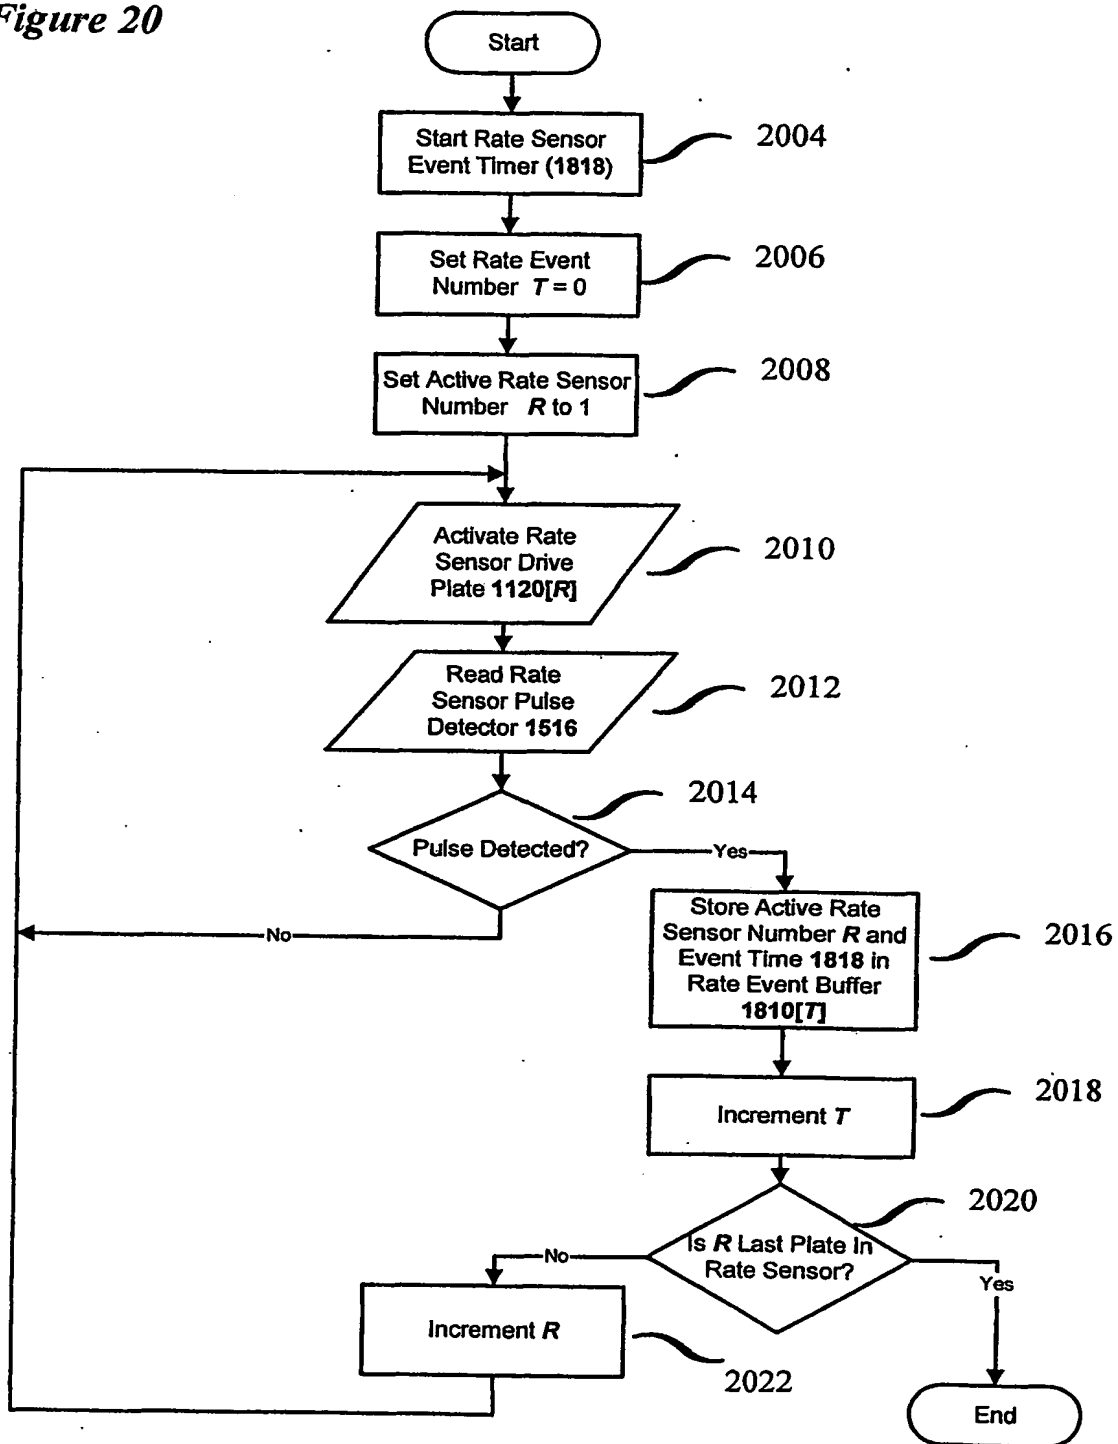 Figure 20
Start
Start Rate Sensor
Event Timer (1818)
2004
Set Rate Event
Number T = 0
2006
Set Active Rate Sensor
Number R to 1
2008
Activate Rate
Sensor Drive
Plate 1120[R]
2010
Read Rate
Sensor Pulse
Detector 1516
2012
2014
Pulse Detected?
Yes
No
Store Active Rate
Sensor Number R and
Event Time 1818 in
Rate Event Buffer
1810[T]
2016
Increment T
2018
2020
Is R Last Plate In
Rate Sensor?
No
Yes
Increment R
2022
End